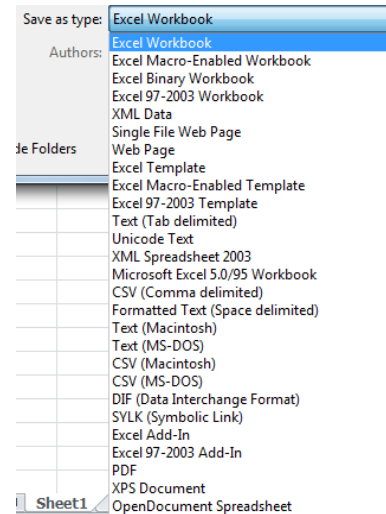 Save as type: Excel Workbook
Authors:
Excel Workbook
Excel Macro-Enabled Workbook
Excel Binary Workbook
Excel 97-2003 Workbook
XML Data
Single File Web Page
de Folders
Web Page
Excel Template
Excel Macro-Enabled Template
Excel 97-2003 Template
Text (Tab delimited)
Unicode Text
XML Spreadsheet 2003
Microsoft Excel 5.0/95 Workbook
CSV (Comma delimited)
Formatted Text (Space delimited)
Text (Macintosh)
Text (MS-DOS)
CSV (Macintosh)
CSV (MS-DOS)
DIF (Data Interchange Format)
SYLK (Symbolic Link)
Excel Add-In
Excel 97-2003 Add-In
PDF
XPS Document
OpenDocument Spreadsheet
Sheet1